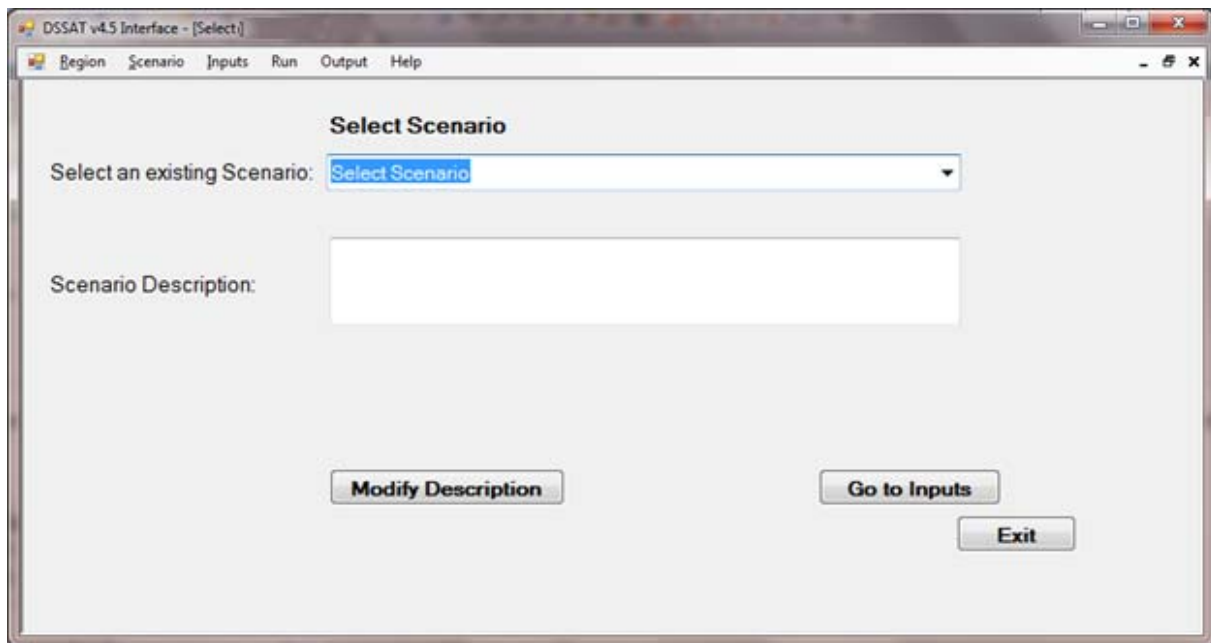 DSSAT v4.5 Interface - [Select]
Region Scenario Inputs Run Output Help
Select Scenario
Select an existing Scenario: Select Scenario
Scenario Description:
Modify Description Go to Inputs
Exit